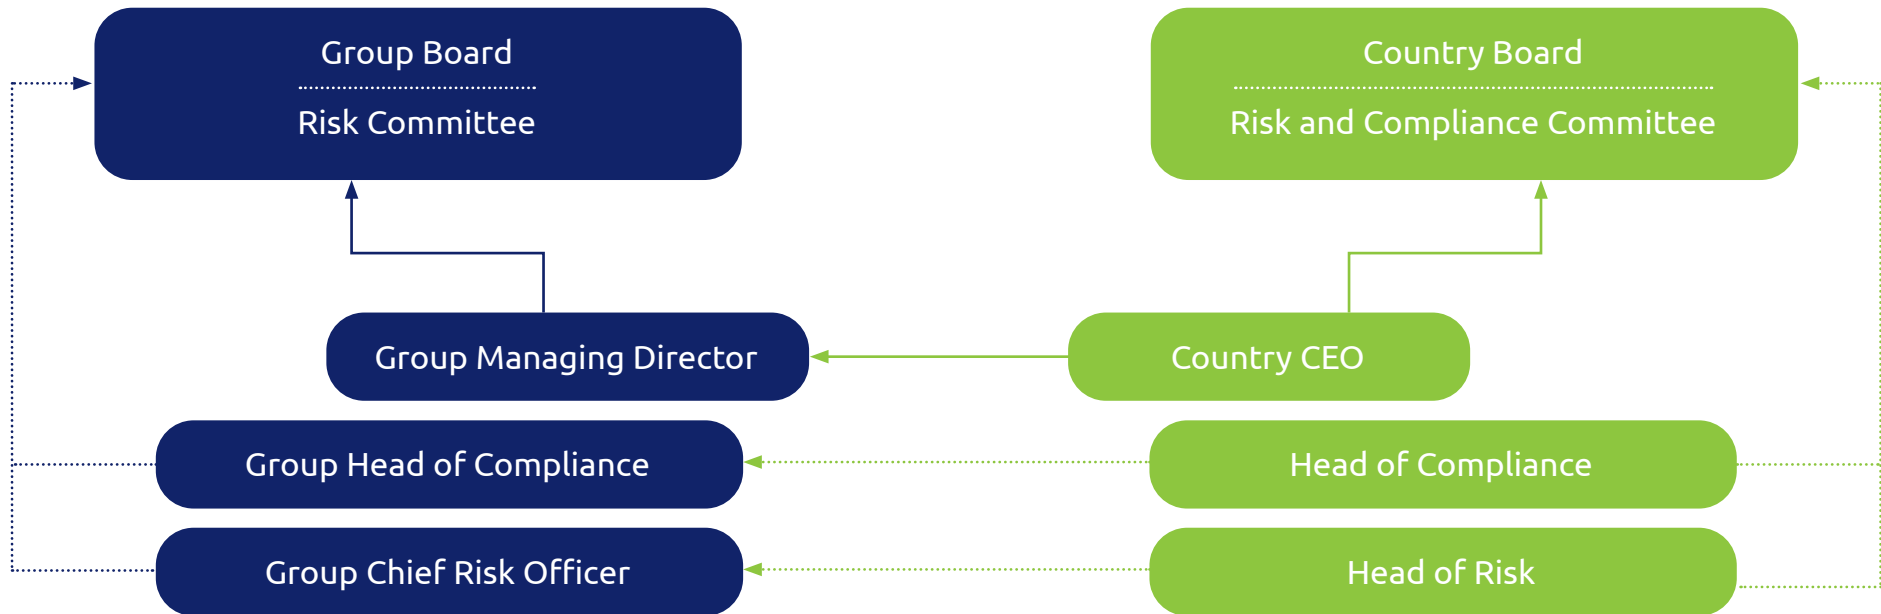 Group Board
Risk Committee
Country Board
Risk and Compliance Committee
Group Managing Director
Country CEO
Group Head of Compliance
Head of Compliance
Group Chief Risk Officer
Head of Risk